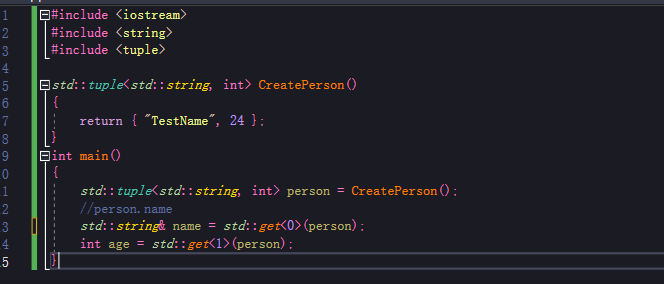 1 #include <iostream>
2 #include <string>
3 #include <tuple>
4
5 std::tuple<std::string, int> CreatePerson()
6 {
7 return { "TestName", 24 };
8 }
9 int main()
0 {
1 std::tuple<std::string, int> person = CreatePerson();
2 //person.name
3 std::string& name = std::get<0>(person);
4 int age = std::get<1>(person);
5 }